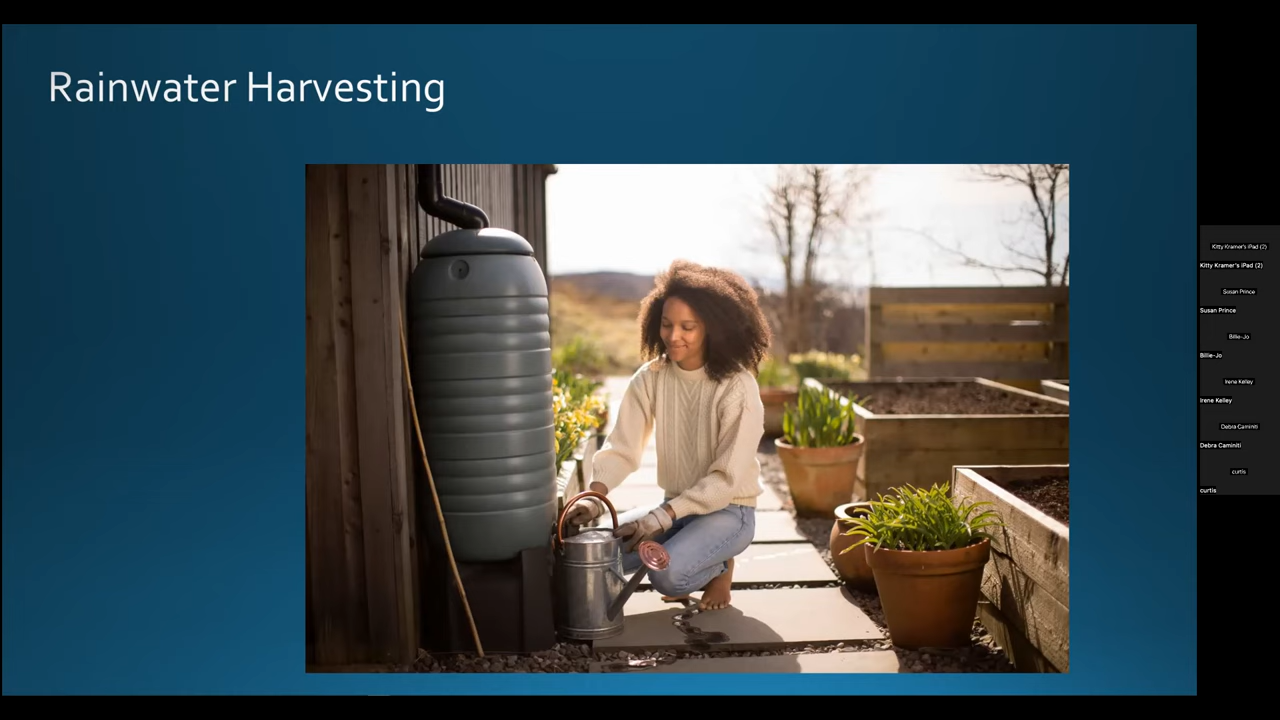 Rainwater Harvesting
Kitty Kramer's iPad (2)
Kitty Kramer's iPad (2)
Susan Prince
Susan Prince
Billie-Jo
Billie-Jo
Irene Kelley
Irene Kelley
Debra Caminiti
Debra Caminiti
curtis
curtis